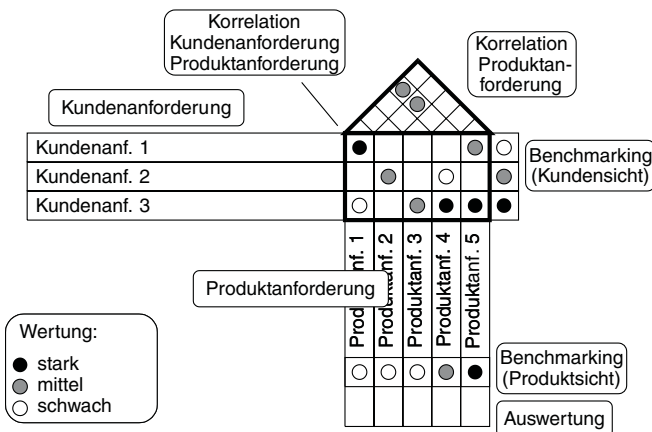 Korrelation
Kundenanforderung
Produktanforderung
Korrelation
Produktan-
forderung
Kundenanforderung
Kundenanf. 1
Kundenanf. 2
Kundenanf. 3
Benchmarking
(Kundensicht)
Produktanf. 1
Produktanf. 2
Produktanf. 3
Produktanf. 4
Produktanf. 5
Produktanforderung
Wertung:
stark
mittel
schwach
Benchmarking
(Produktsicht)
Auswertung